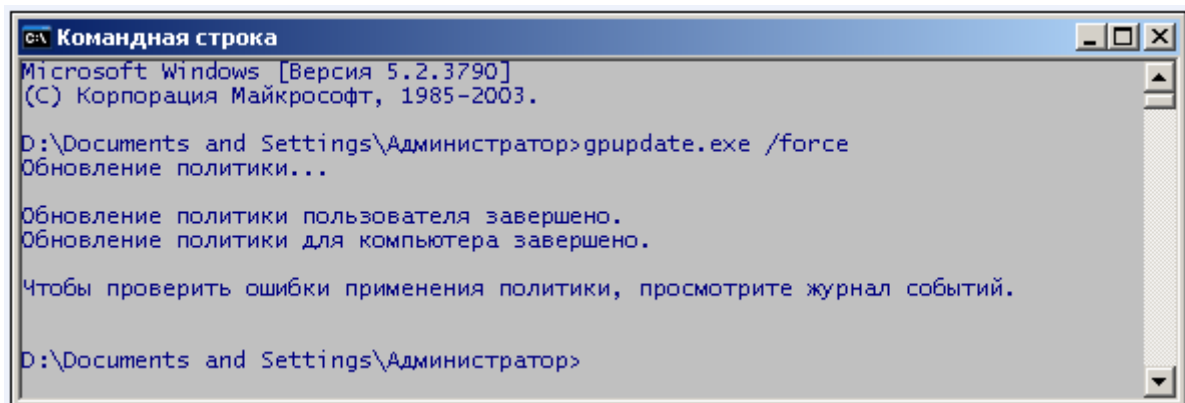 Командная строка
Microsoft Windows [Версия 5.2.3790]
(С) Корпорация Майкрософт, 1985-2003.
D:\Documents and Settings\Администратор>gpupdate.exe /force
Обновление политики...
Обновление политики пользователя завершено.
Обновление политики для компьютера завершено.
Чтобы проверить ошибки применения политики, просмотрите журнал событий.
D:\Documents and Settings\Администратор>